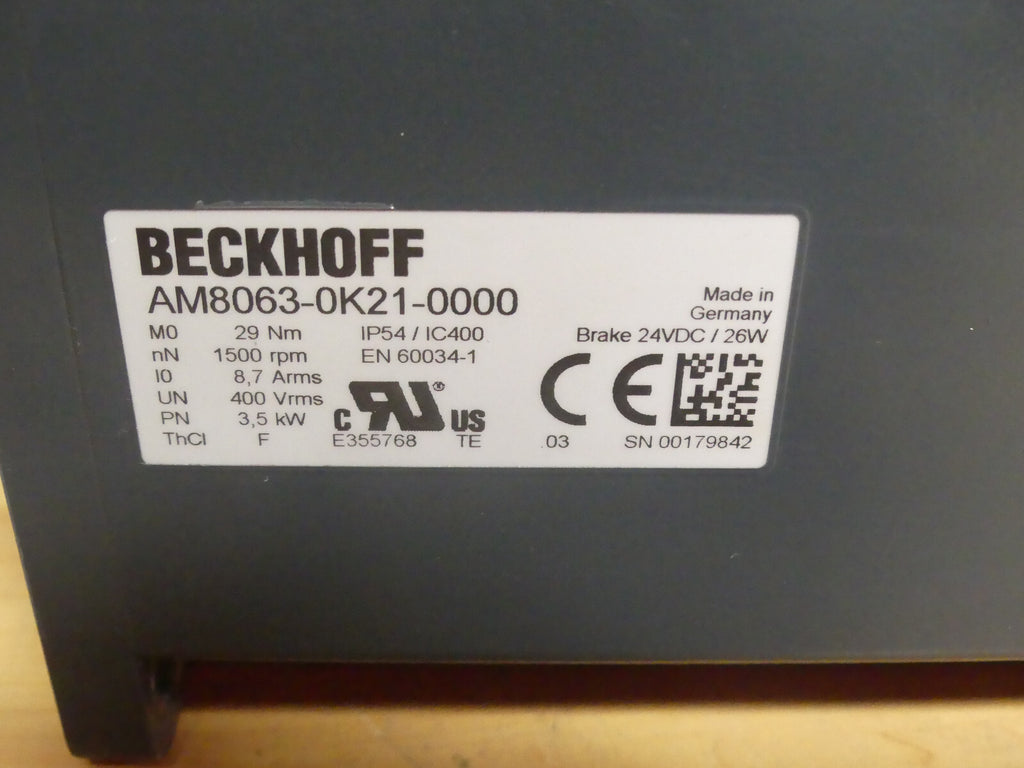 BECKHOFF
AM8063-0K21-0000
Made in
Germany
M0 29 Nm IP54 / IC400 Brake 24VDC / 26W
nN 1500 rpm EN 60034-1
I0 8,7 Arms
UN 400 Vrms
PN 3,5 kW C RU® US CE
ThCl F E355768 TE .03 SN 00179842